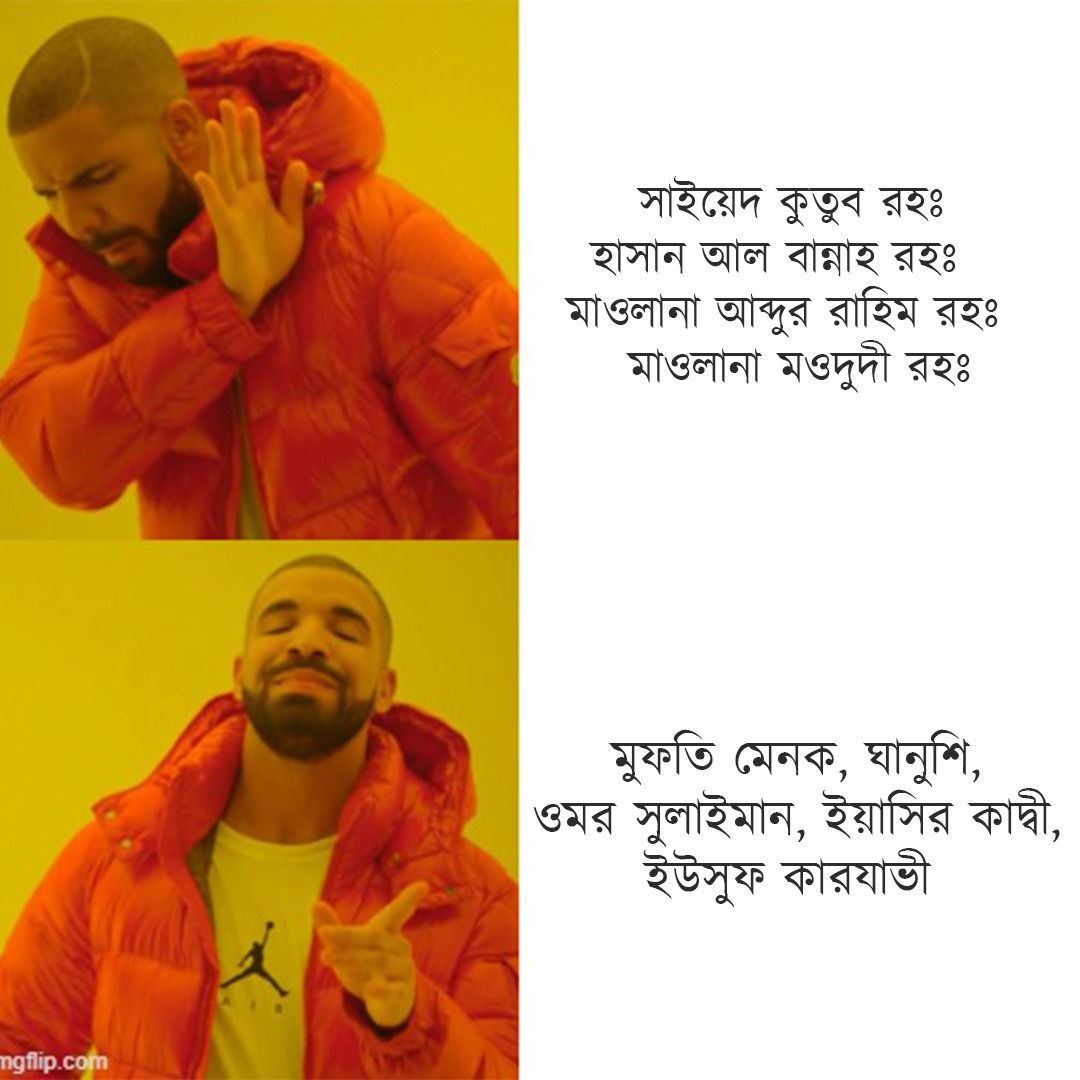 সাইয়েদ কুতুব রহঃ
হাসান আল বান্নাহ রহঃ
মাওলানা আব্দুর রাহিম রহঃ
মাওলানা মওদুদী রহঃ
মুফতি মেনক, ঘানুশি,
ওমর সুলাইমান, ইয়াসির কাদ্বী,
ইউসুফ কারযাভী
AIR
mgflip.com